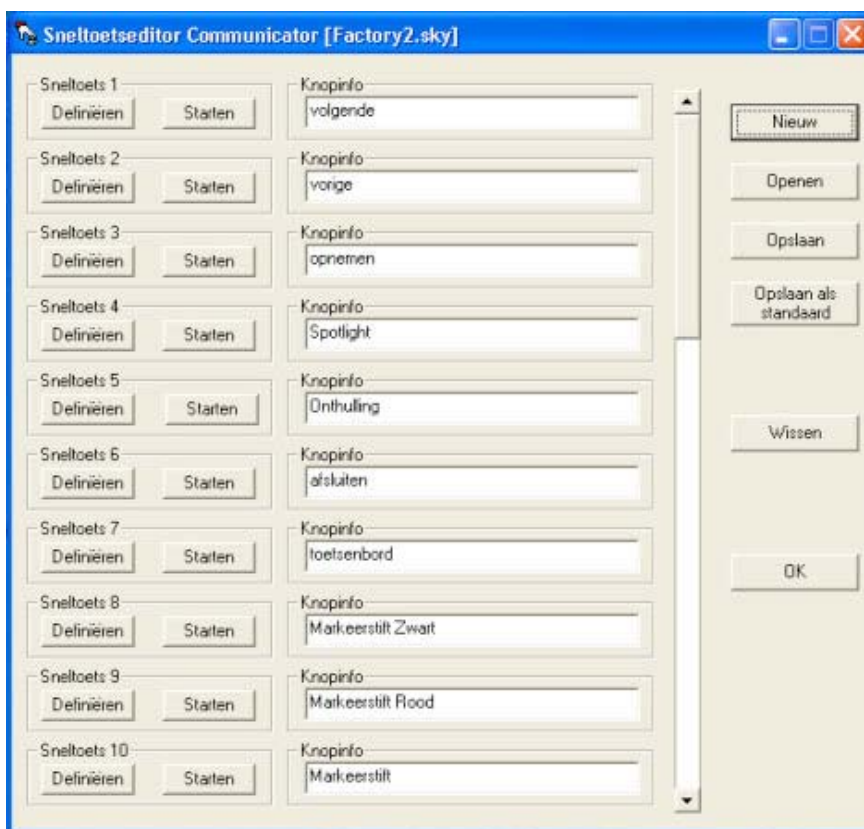 Sneltoetseditor Communicator [Factory2.sky]
Sneltoets 1
Definiëren Starten
Knopinfo
volgende
Sneltoets 2
Definiëren Starten
Knopinfo
vorige
Sneltoets 3
Definiëren Starten
Knopinfo
opnemen
Sneltoets 4
Definiëren Starten
Knopinfo
Spotlight
Sneltoets 5
Definiëren Starten
Knopinfo
Onthulling
Sneltoets 6
Definiëren Starten
Knopinfo
afsluiten
Sneltoets 7
Definiëren Starten
Knopinfo
toetsenbord
Sneltoets 8
Definiëren Starten
Knopinfo
Markeerstift Zwart
Sneltoets 9
Definiëren Starten
Knopinfo
Markeerstift Rood
Sneltoets 10
Definiëren Starten
Knopinfo
Markeerstift
Nieuw
Openen
Opslaan
Opslaan als
standaard
Wissen
OK